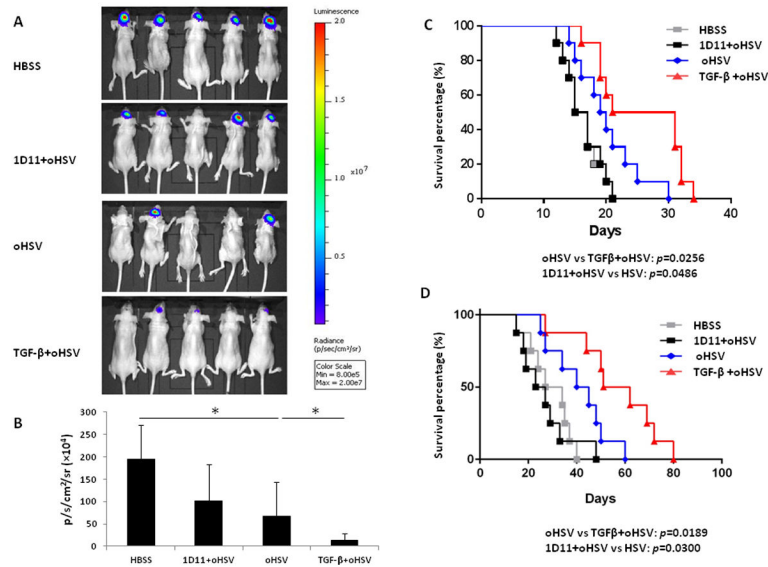 A
HBSS
1D11+oHSV
oHSV
TGF-β+oHSV
Luminescence
2.0
1.5
1.0
0.5
×10⁷
Radiance
(p/sec/cm²/sr)
Color Scale
Min = 8.00e5
Max = 2.00e7
B
p/s/cm²/sr (×10⁴)
300
250
200
150
100
50
0
*
*
HBSS
1D11+oHSV
oHSV
TGF-β+oHSV
C
Survival percentage (%)
100
80
60
40
20
0
0
10
20
30
40
Days
HBSS
1D11+oHSV
oHSV
TGF-β +oHSV
oHSV vs TGFβ+oHSV: p=0.0256
1D11+oHSV vs HSV: p=0.0486
D
Survival percentage (%)
100
50
0
0
20
40
60
80
100
Days
HBSS
1D11+oHSV
oHSV
TGF-β +oHSV
oHSV vs TGFβ+oHSV: p=0.0189
1D11+oHSV vs HSV: p=0.0300